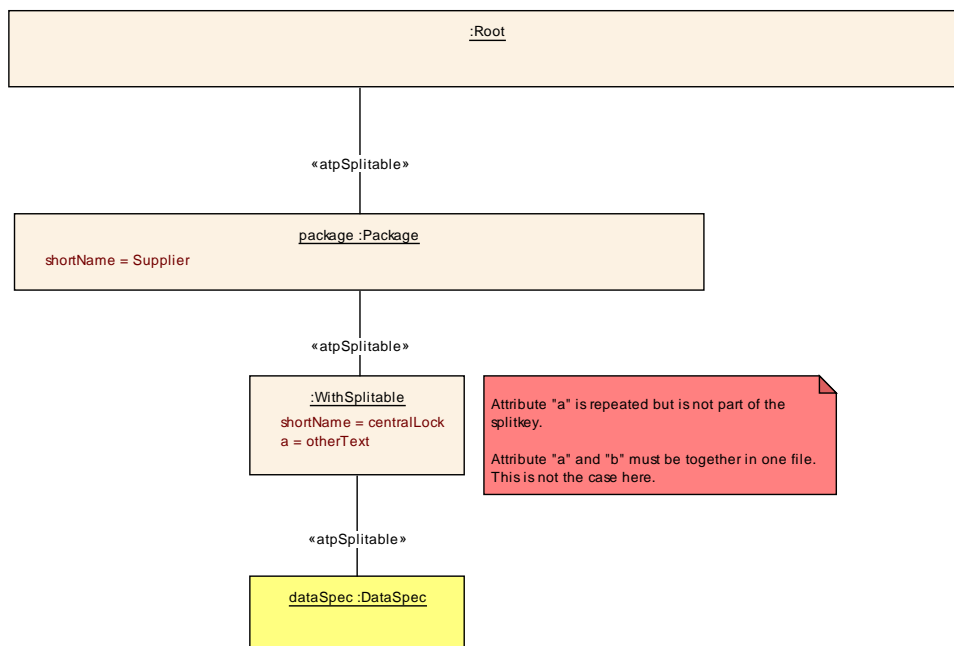 :Root
«atpSplitable»
package :Package
shortName = Supplier
«atpSplitable»
:WithSplitable
shortName = centralLock
a = otherText
Attribute "a" is repeated but is not part of the
splitkey.
Attribute "a" and "b" must be together in one file.
This is not the case here.
«atpSplitable»
dataSpec :DataSpec